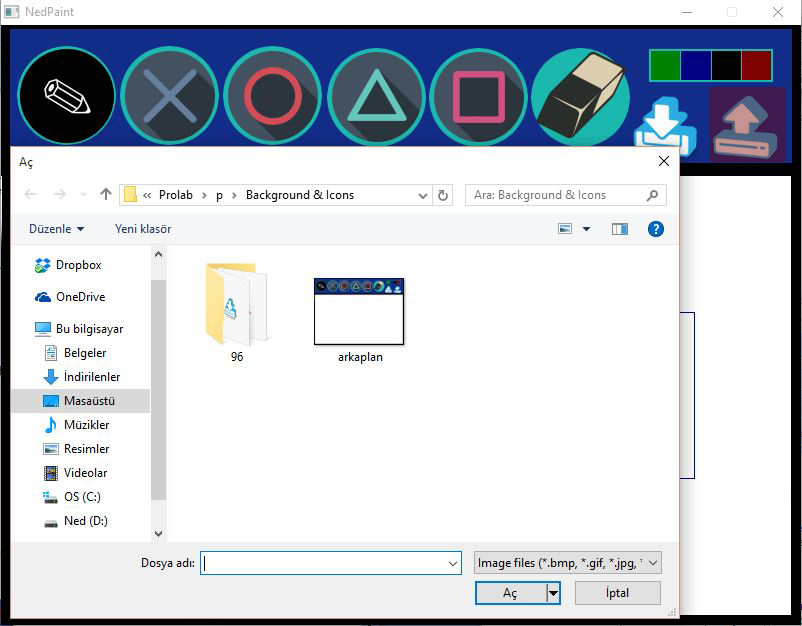 NedPaint
Aç
« Prolab > p > Background & Icons
Ara: Background & Icons
Düzenle
Yeni klasör
Dropbox
OneDrive
Bu bilgisayar
Belgeler
İndirilenler
Masaüstü
Müzikler
Resimler
Videolar
OS (C:)
Ned (D:)
96
arkaplan
Dosya adı:
Image files (*.bmp, *.gif, *.jpg, *
Aç
İptal